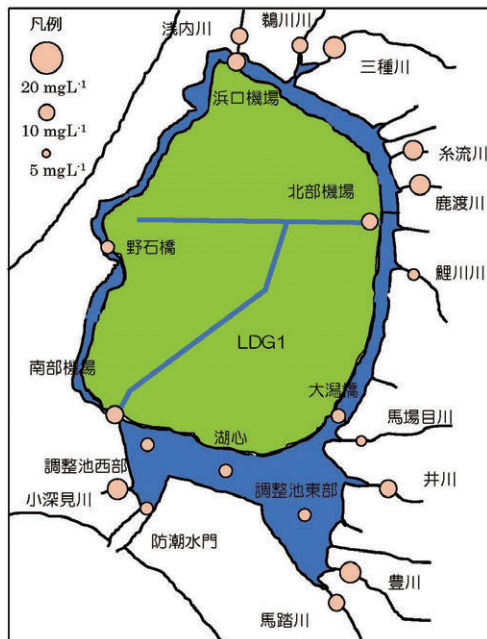 凡例
20 mgL-1
10 mgL-1
5 mgL-1
浅内川
鵜川川
三種川
浜口機場
糸流川
北部機場
鹿渡川
野石橋
鯉川川
LDG1
南部機場
大潟橋
馬場目川
湖心
調整池西部
調整池東部
井川
小深見川
防潮水門
豊川
馬踏川